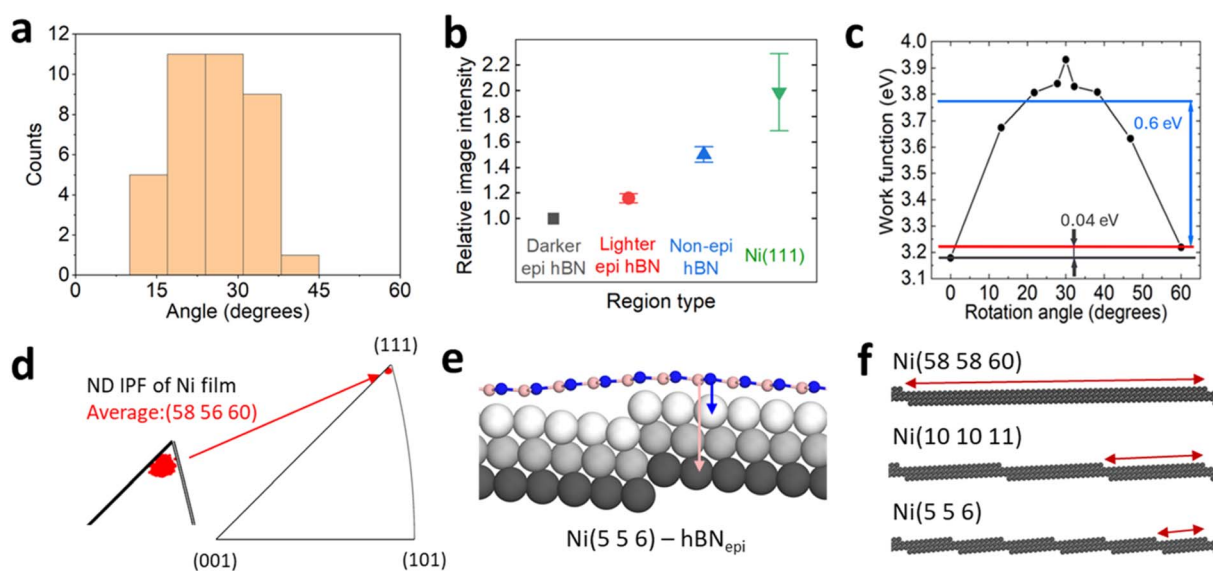 a
12
10
8
6
4
2
0
0 15 30 45 60
Counts
Angle (degrees)
b
2.2
2.0
1.8
1.6
1.4
1.2
1.0
Relative image intensity
Darker
epi hBN
Lighter
epi hBN
Non-epi
hBN
Ni(111)
Region type
c
4.0
3.9
3.8
3.7
3.6
3.5
3.4
3.3
3.2
3.1
Work function (eV)
0.6 eV
0.04 eV
0 10 20 30 40 50 60
Rotation angle (degrees)
d
ND IPF of Ni film
Average:(58 56 60)
(111)
(001)
(101)
e
Ni(5 5 6) – hBNepi
f
Ni(58 58 60)
Ni(10 10 11)
Ni(5 5 6)